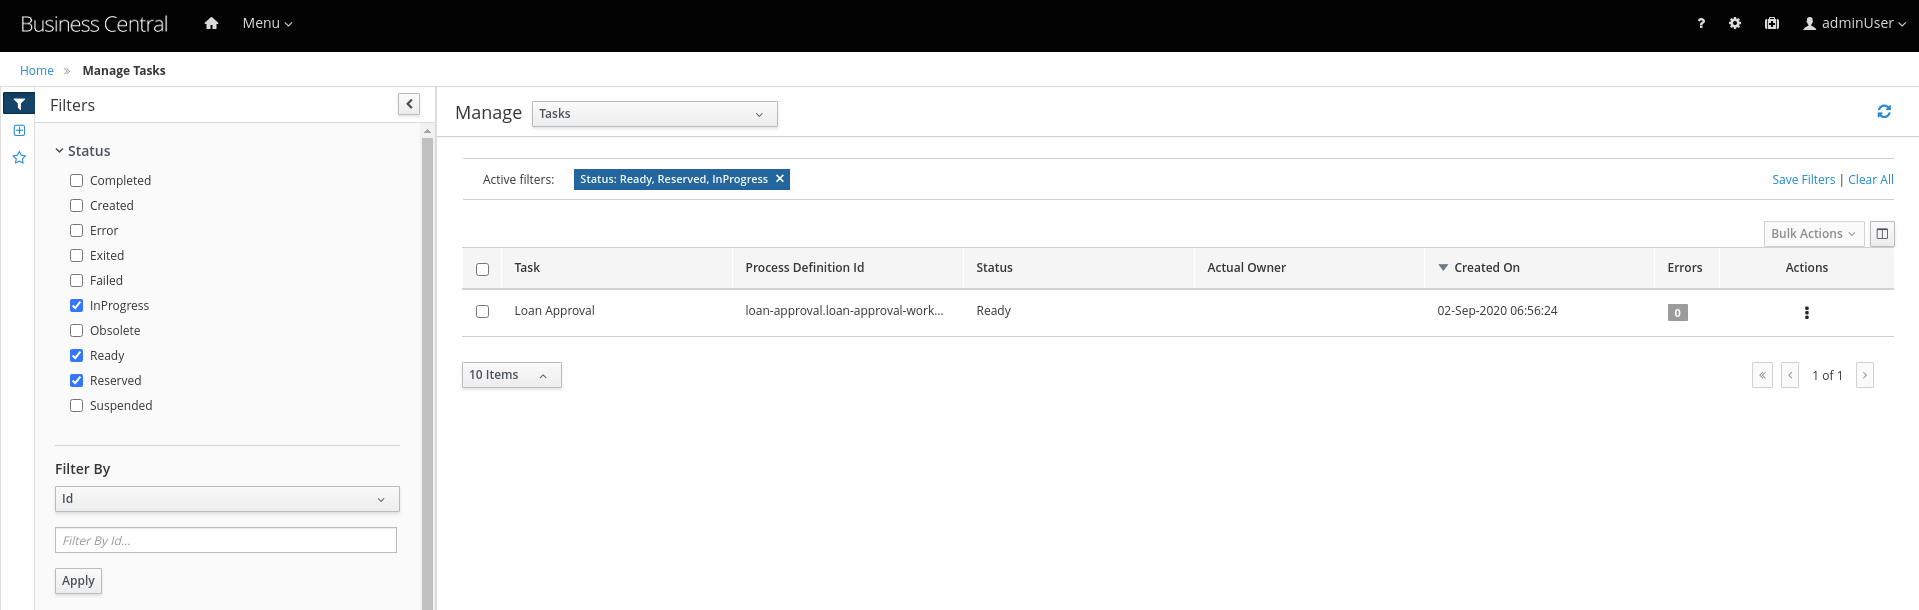 Business Central
Menu
?
adminUser
Home » Manage Tasks
Filters
Status
Completed
Created
Error
Exited
Failed
InProgress
Obsolete
Ready
Reserved
Suspended
Filter By
Id
Filter By Id...
Apply
Manage Tasks
Active filters: Status: Ready, Reserved, InProgress ✕
Save Filters | Clear All
Bulk Actions
Task Process Definition Id Status Actual Owner Created On Errors Actions
Loan Approval loan-approval.loan-approval-work... Ready 02-Sep-2020 06:56:24 0
10 Items
« ‹ 1 of 1 ›